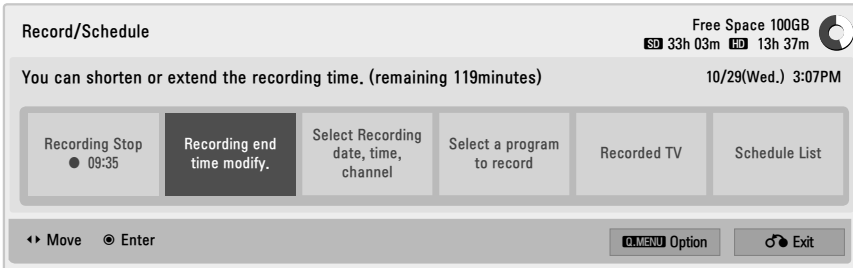 Record/Schedule
Free Space 100GB
SD 33h 03m HD 13h 37m
You can shorten or extend the recording time. (remaining 119minutes)
10/29(Wed.) 3:07PM
Recording Stop
● 09:35
Recording end
time modify.
Select Recording
date, time,
channel
Select a program
to record
Recorded TV
Schedule List
Move
Enter
Q.MENU Option
Exit